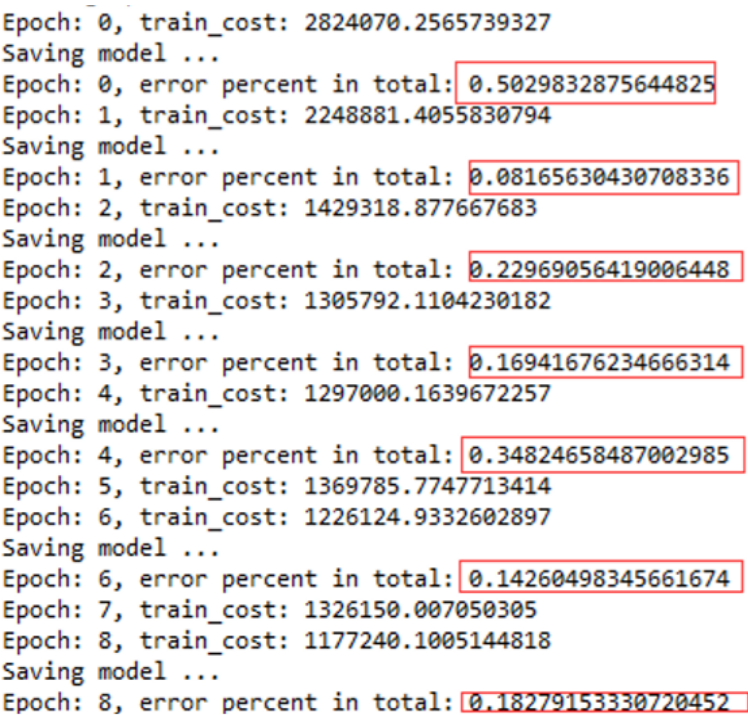 Epoch: 0, train_cost: 2824070.2565739327
Saving model ...
Epoch: 0, error percent in total: 0.5029832875644825
Epoch: 1, train_cost: 2248881.4055830794
Saving model ...
Epoch: 1, error percent in total: 0.08165630430708336
Epoch: 2, train_cost: 1429318.877667683
Saving model ...
Epoch: 2, error percent in total: 0.22969056419006448
Epoch: 3, train_cost: 1305792.1104230182
Saving model ...
Epoch: 3, error percent in total: 0.16941676234666314
Epoch: 4, train_cost: 1297000.1639672257
Saving model ...
Epoch: 4, error percent in total: 0.34824658487002985
Epoch: 5, train_cost: 1369785.7747713414
Epoch: 6, train_cost: 1226124.9332602897
Saving model ...
Epoch: 6, error percent in total: 0.14260498345661674
Epoch: 7, train_cost: 1326150.007050305
Epoch: 8, train_cost: 1177240.1005144818
Saving model ...
Epoch: 8, error percent in total: 0.18279153330720452